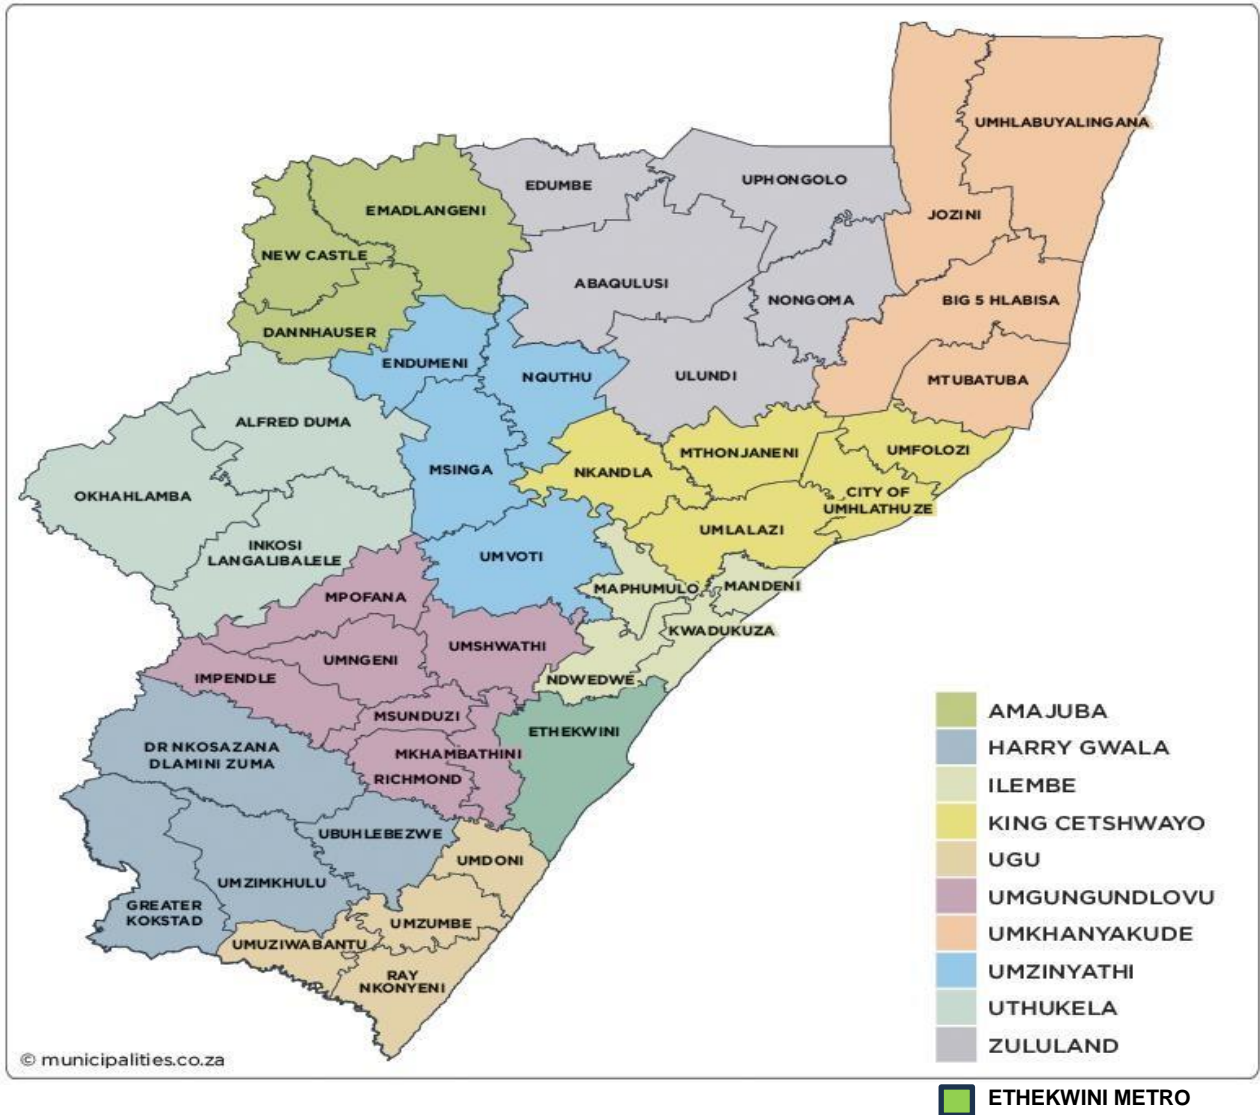 UMHLABUYALINGANA
EDUMBE
UPHONGOLO
EMADLANGENI
JOZINI
NEW CASTLE
ABAQULUSI
NONGOMA
BIG 5 HLABISA
DANNHAUSER
ENDUMENI
NQUTHU
ULUNDI
MTUBATUBA
ALFRED DUMA
MTHONJANENI
UMFOLOZI
MSINGA
NKANDLA
OKHAHLAMBA
CITY OF
UMHLATHUZE
UMLALAZI
INKOSI
LANGALIBALELE
UMVOTI
MAPHUMULO
MANDENI
MPOFANA
KWADUKUZA
UMSHWATHI
UMNGENI
IMPENDLE
NDWEDWE
MSUNDUZI
ETHEKWINI
DR NKOSAZANA
DLAMINI ZUMA
MKHAMBATHINI
RICHMOND
UBUHLEBEZWE
UMDONI
UMZIMKHULU
GREATER
KOKSTAD
UMZUMBE
UMUZIWABANTU
RAY
NKONYENI
AMAJUBA
HARRY GWALA
ILEMBE
KING CETSHWAYO
UGU
UMGUNGUNDLOVU
UMKHANYAKUDE
UMZINYATHI
UTHUKELA
ZULULAND
© municipalities.co.za
ETHEKWINI METRO